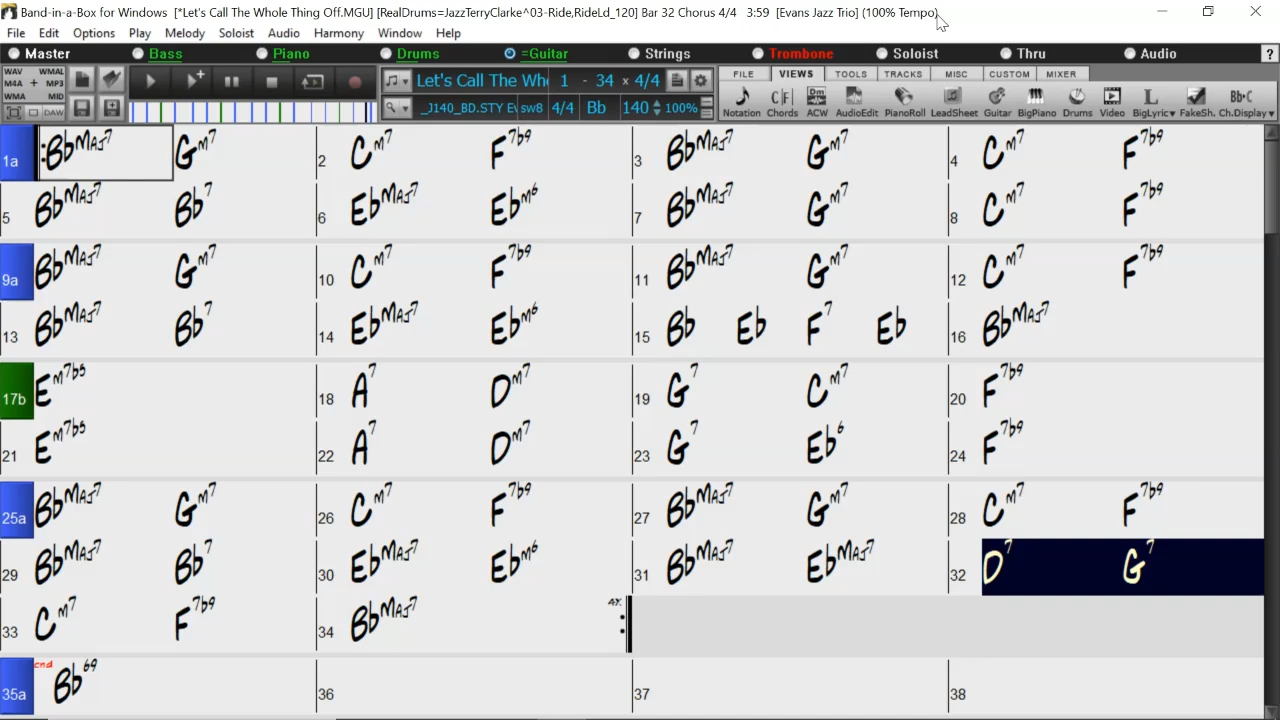 Band-in-a-Box for Windows [*Let's Call The Whole Thing Off.MGU] [RealDrums=JazzTerryClarke^03-Ride,RideLd_120] Bar 32 Chorus 4/4 3:59 [Evans Jazz Trio] (100% Tempo)
File Edit Options Play Melody Soloist Audio Harmony Window Help
Master Bass Piano Drums =Guitar Strings Trombone Soloist Thru Audio ?
WAV WMAL
M4A + MP3
WMA MID
DAW
Let's Call The Who 1 - 34 x 4/4
_J140_BD.STY Ev sw8 4/4 Bb 140 100%
FILE VIEWS TOOLS TRACKS MISC CUSTOM MIXER
Notation Chords ACW AudioEdit PianoRoll LeadSheet Guitar BigPiano Drums Video BigLyric FakeSh. Ch.Display
1a BbMAJ7 Gm7 2 Cm7 F7b9 3 BbMAJ7 Gm7 4 Cm7 F7b9
5 BbMAJ7 Bb7 6 EbMAJ7 Ebm6 7 BbMAJ7 Gm7 8 Cm7 F7b9
9a BbMAJ7 Gm7 10 Cm7 F7b9 11 BbMAJ7 Gm7 12 Cm7 F7b9
13 BbMAJ7 Bb7 14 EbMAJ7 Ebm6 15 Bb Eb F7 Eb 16 BbMAJ7
17b Em7b5 18 A7 Dm7 19 G7 Cm7 20 F7b9
21 Em7b5 22 A7 Dm7 23 G7 Eb6 24 F7b9
25a BbMAJ7 Gm7 26 Cm7 F7b9 27 BbMAJ7 Gm7 28 Cm7 F7b9
29 BbMAJ7 Bb7 30 EbMAJ7 Ebm6 31 BbMAJ7 EbMAJ7 32 D7 G7
33 Cm7 F7b9 34 BbMAJ7 4x
35a end Bb69 36 37 38